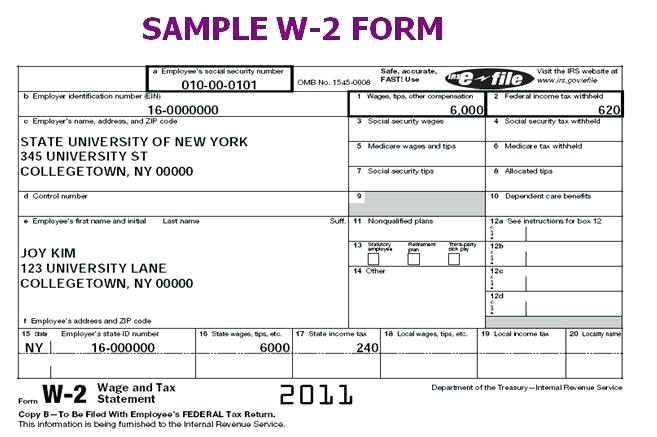 SAMPLE W-2 FORM
a Employee's social security number
010-00-0101
OMB No. 1545-0008
Safe, accurate,
FAST! Use
IRS e-file
Visit the IRS website at
www.irs.gov/efile
b Employer identification number (EIN)
16-0000000
1 Wages, tips, other compensation
6,000
2 Federal income tax withheld
620
c Employer's name, address, and ZIP code
STATE UNIVERSITY OF NEW YORK
345 UNIVERSITY ST
COLLEGETOWN, NY 00000
3 Social security wages
4 Social security tax withheld
5 Medicare wages and tips
6 Medicare tax withheld
7 Social security tips
8 Allocated tips
d Control number
9
10 Dependent care benefits
e Employee's first name and initial Last name Suff.
JOY KIM
123 UNIVERSITY LANE
COLLEGETOWN, NY 00000
f Employee's address and ZIP code
11 Nonqualified plans
12a See instructions for box 12
13 Statutory employee Retirement plan Third-party sick pay
12b
14 Other
12c
12d
15 State Employer's state ID number
NY 16-000000
16 State wages, tips, etc.
6000
17 State income tax
240
18 Local wages, tips, etc.
19 Local income tax
20 Locality name
Form W-2 Wage and Tax
Statement
2011
Department of the Treasury—Internal Revenue Service
Copy B—To Be Filed With Employee's FEDERAL Tax Return.
This information is being furnished to the Internal Revenue Service.